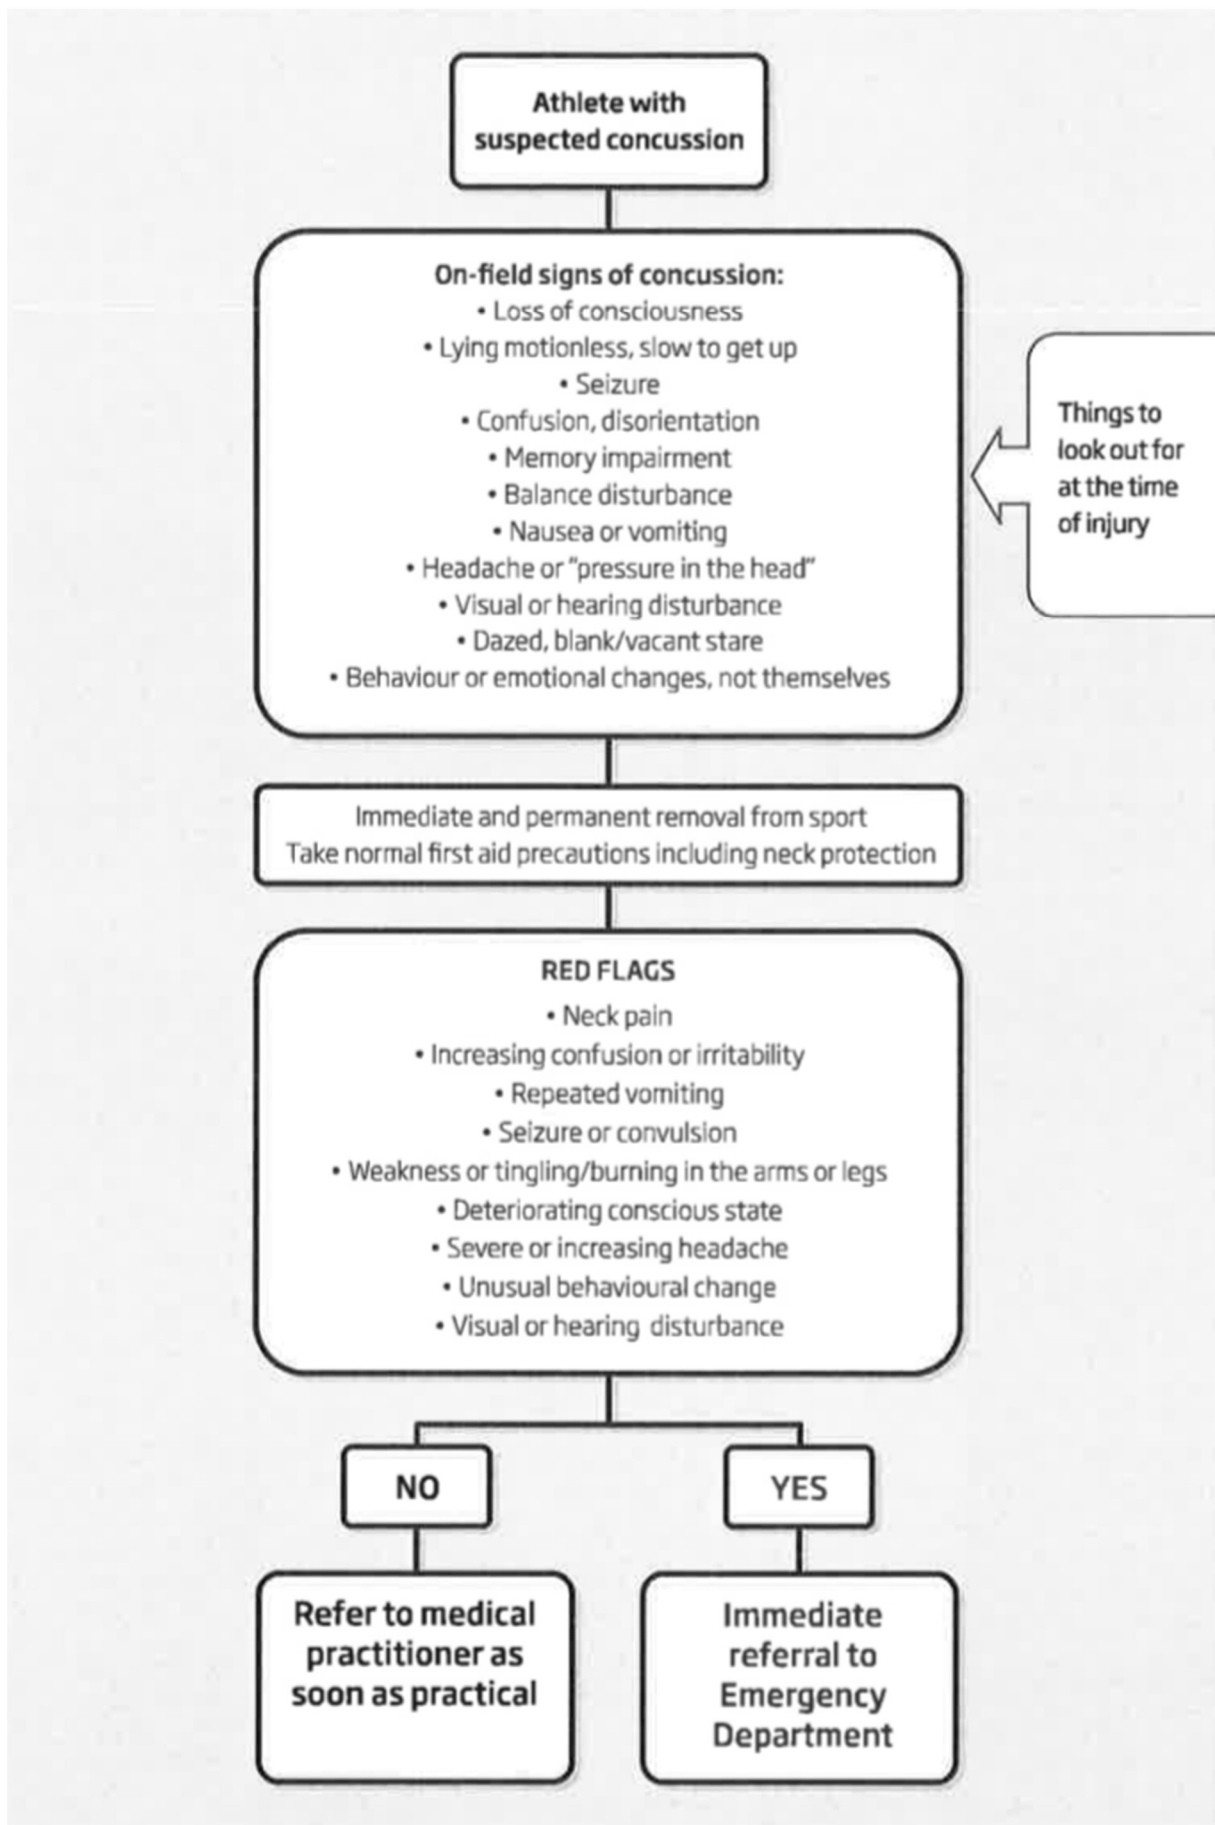 Athlete with
suspected concussion
On-field signs of concussion:
• Loss of consciousness
• Lying motionless, slow to get up
• Seizure
• Confusion, disorientation
• Memory impairment
• Balance disturbance
• Nausea or vomiting
• Headache or "pressure in the head"
• Visual or hearing disturbance
• Dazed, blank/vacant stare
• Behaviour or emotional changes, not themselves
Things to
look out for
at the time
of injury
Immediate and permanent removal from sport
Take normal first aid precautions including neck protection
RED FLAGS
• Neck pain
• Increasing confusion or irritability
• Repeated vomiting
• Seizure or convulsion
• Weakness or tingling/burning in the arms or legs
• Deteriorating conscious state
• Severe or increasing headache
• Unusual behavioural change
• Visual or hearing disturbance
NO
YES
Refer to medical
practitioner as
soon as practical
Immediate
referral to
Emergency
Department